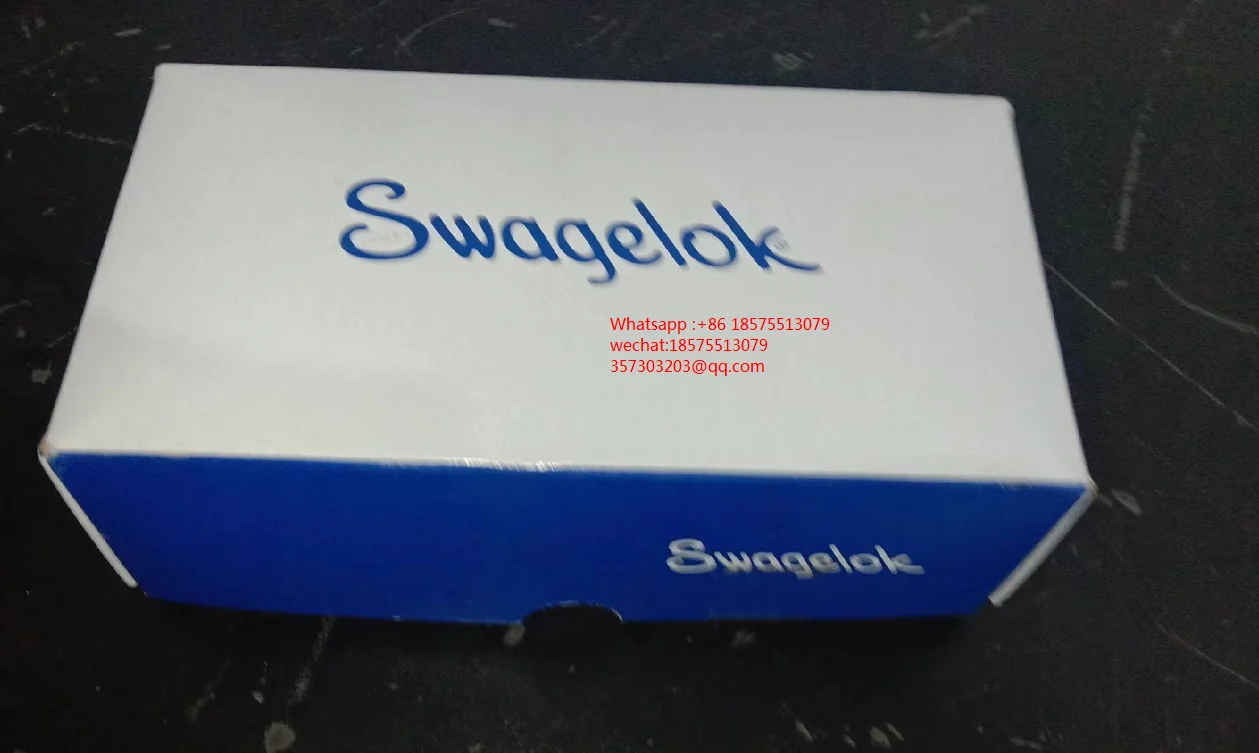 Swagelok
Whatsapp :+86 18575513079
wechat:18575513079
357303203@qq.com
Swagelok